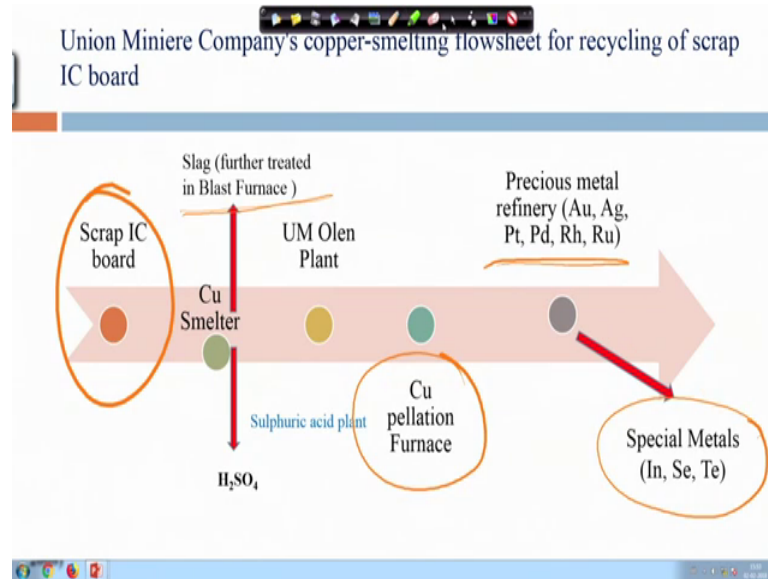 Union Miniere Company's copper-smelting flowsheet for recycling of scrap
IC board
Slag (further treated
in Blast Furnace )
Scrap IC
board
Cu
Smelter
UM Olen
Plant
Precious metal
refinery (Au, Ag,
Pt, Pd, Rh, Ru)
Sulphuric acid plant
H₂SO₄
Cu
pellation
Furnace
Special Metals
(In, Se, Te)